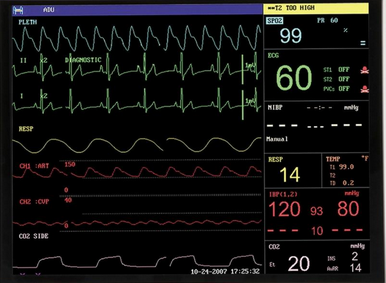 ADU
**T2 TOO HIGH
PLETH
SPO2 PR 60
99 %
II x2 DIAGNOSTIC
1mV
ECG
60
ST1 OFF
ST2 OFF
PVCs OFF
I x2
1mV
NIBP --:-- mmHg
--- --- ---
Manual
RESP
RESP
14
TEMP °F
T1 99.0
T2
TD 0.2
CH1 :ART 150
0
IBP(1,2) mmHg
120 93 80
CH2 :CVP 40
0
--- 10 ---
CO2 SIDE
CO2 mmHg
Et 20
INS 2
AwRR 14
10-24-2007 17:25:32